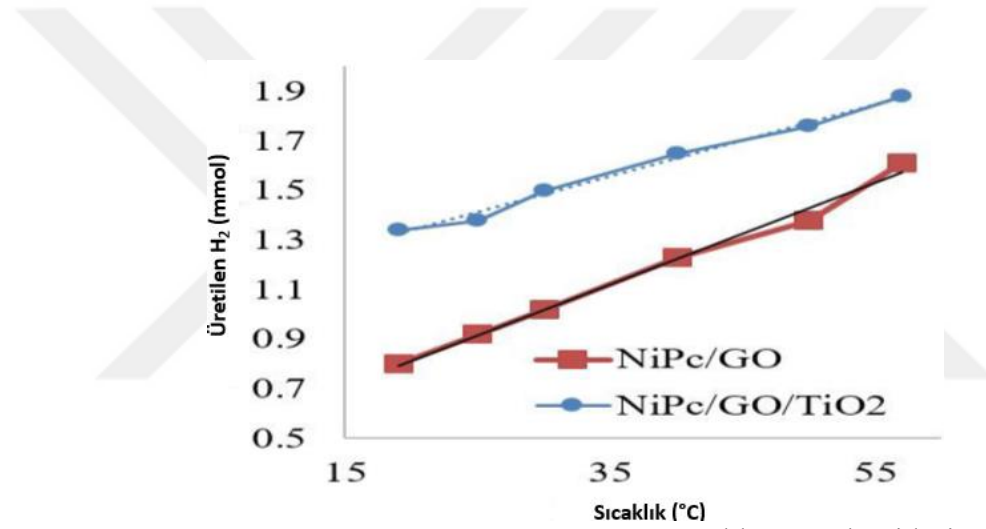 1.9
1.7
1.5
1.3
1.1
0.9
0.7
0.5
Üretilen H₂ (mmol)
NiPc/GO
NiPc/GO/TiO2
15 35 55
Sıcaklık (°C)